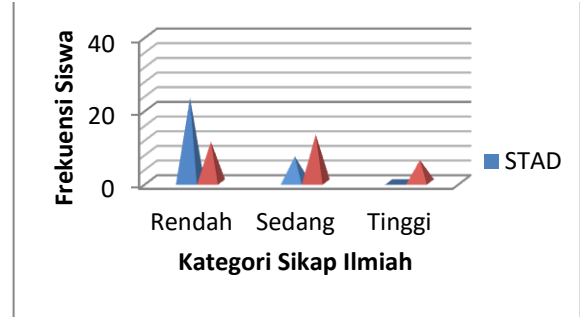 Frekuensi Siswa
40
20
0
Rendah Sedang Tinggi
Kategori Sikap Ilmiah
STAD